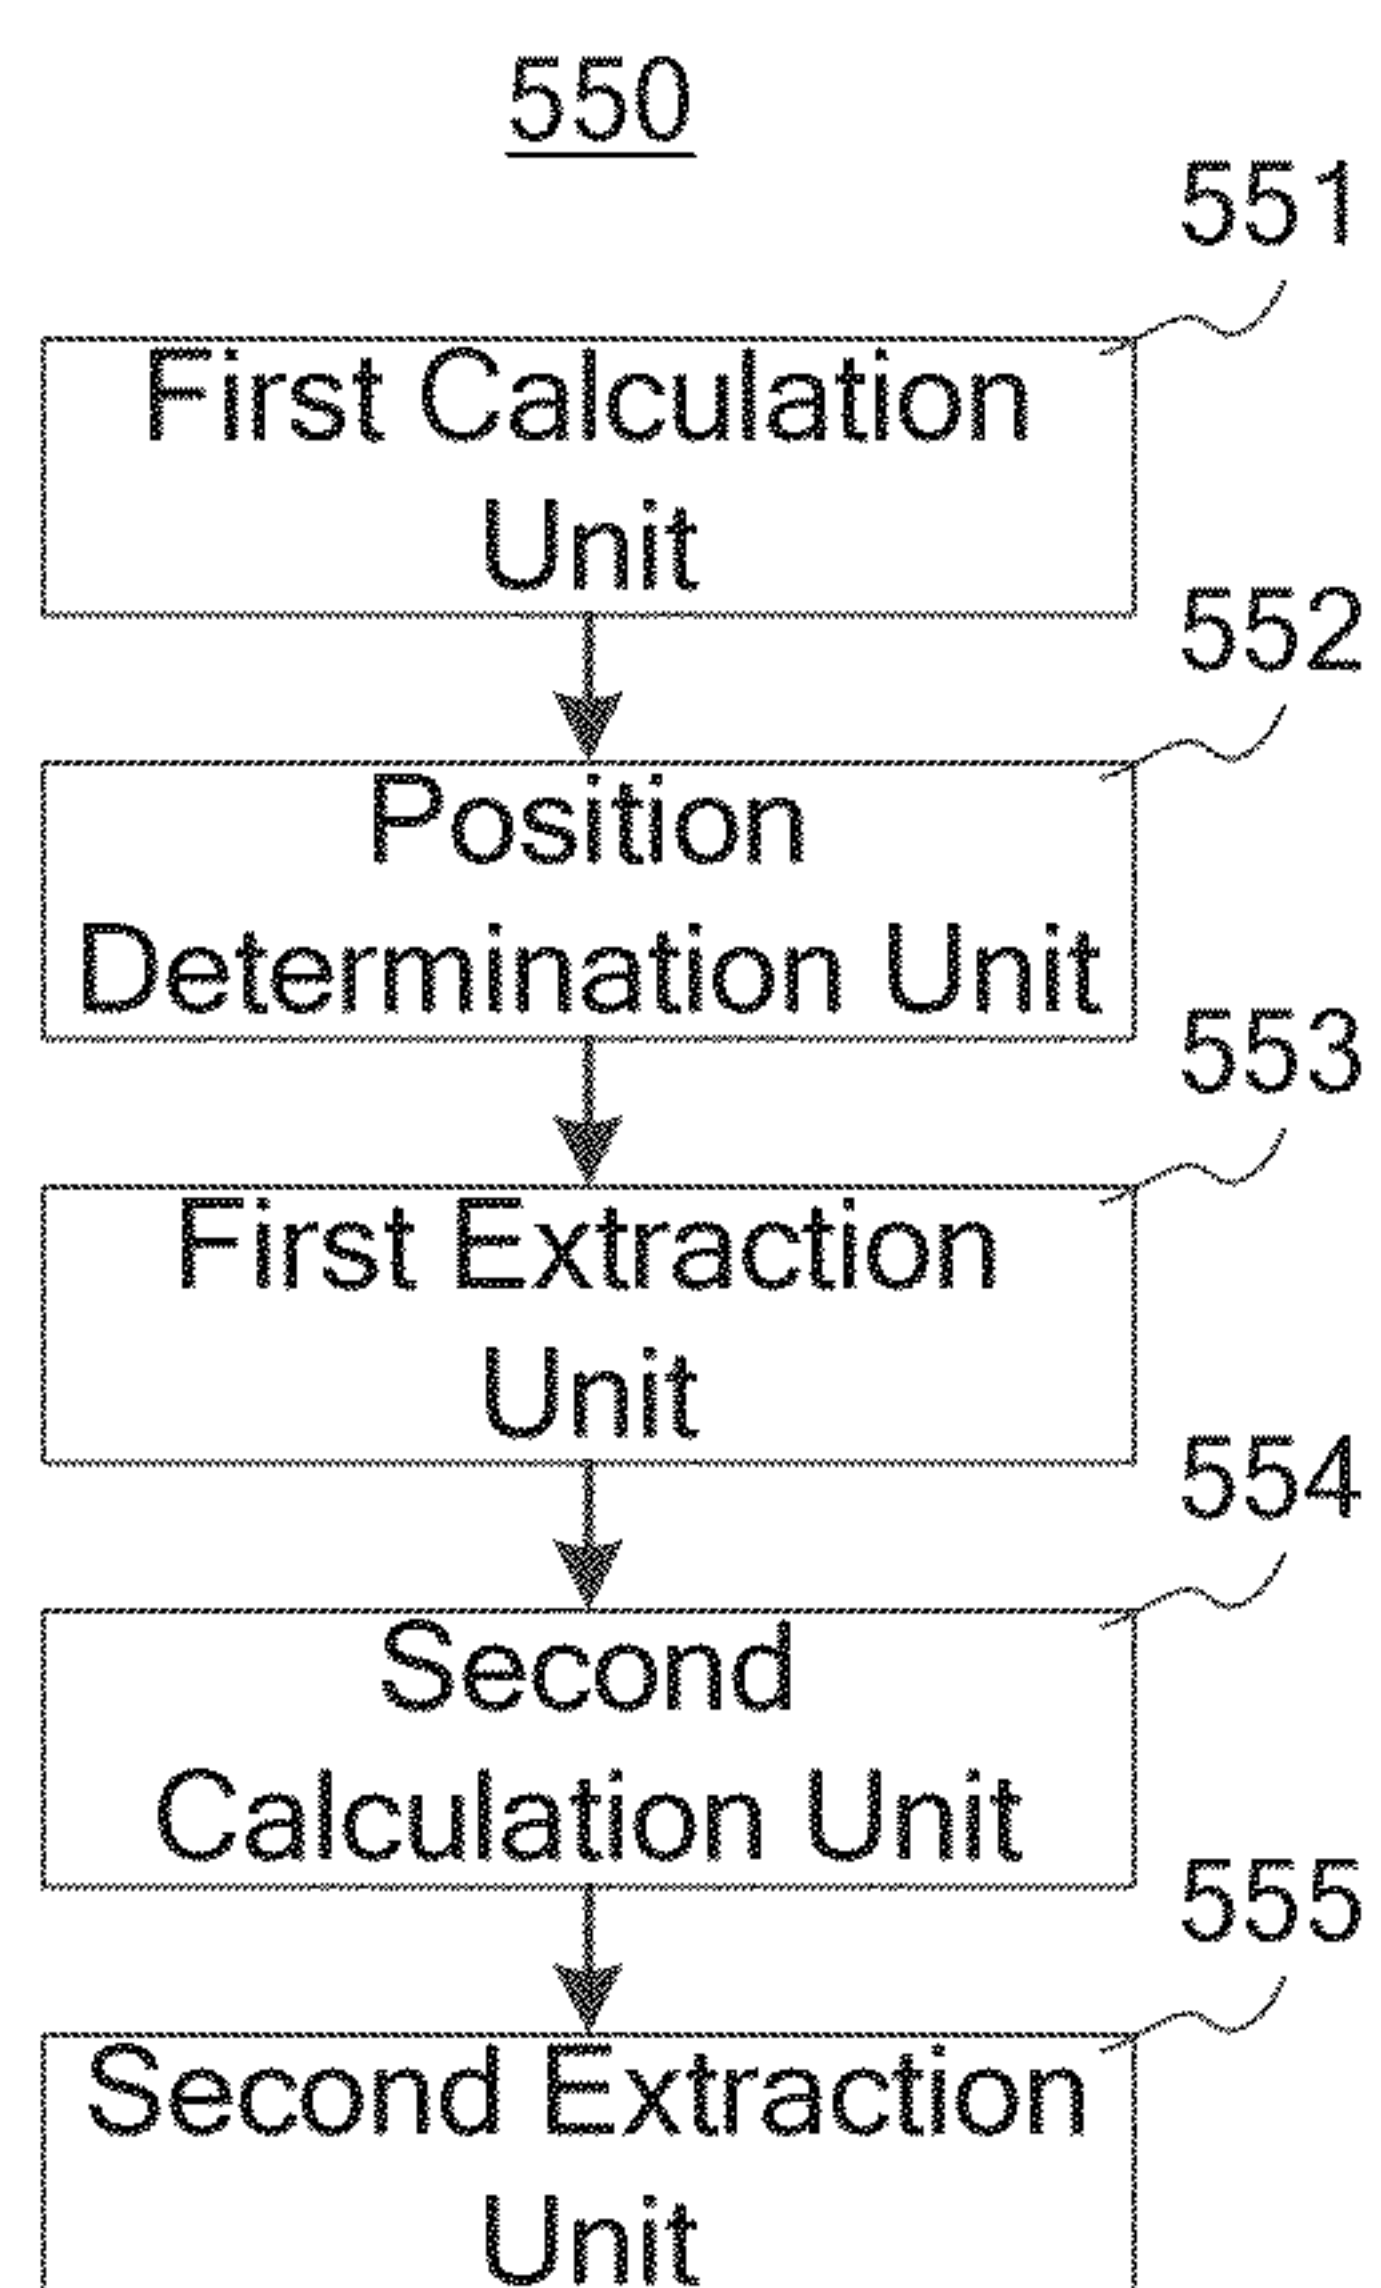 550
551
First Calculation
Unit
552
Position
Determination Unit
553
First Extraction
Unit
554
Second
Calculation Unit
555
Second Extraction
Unit